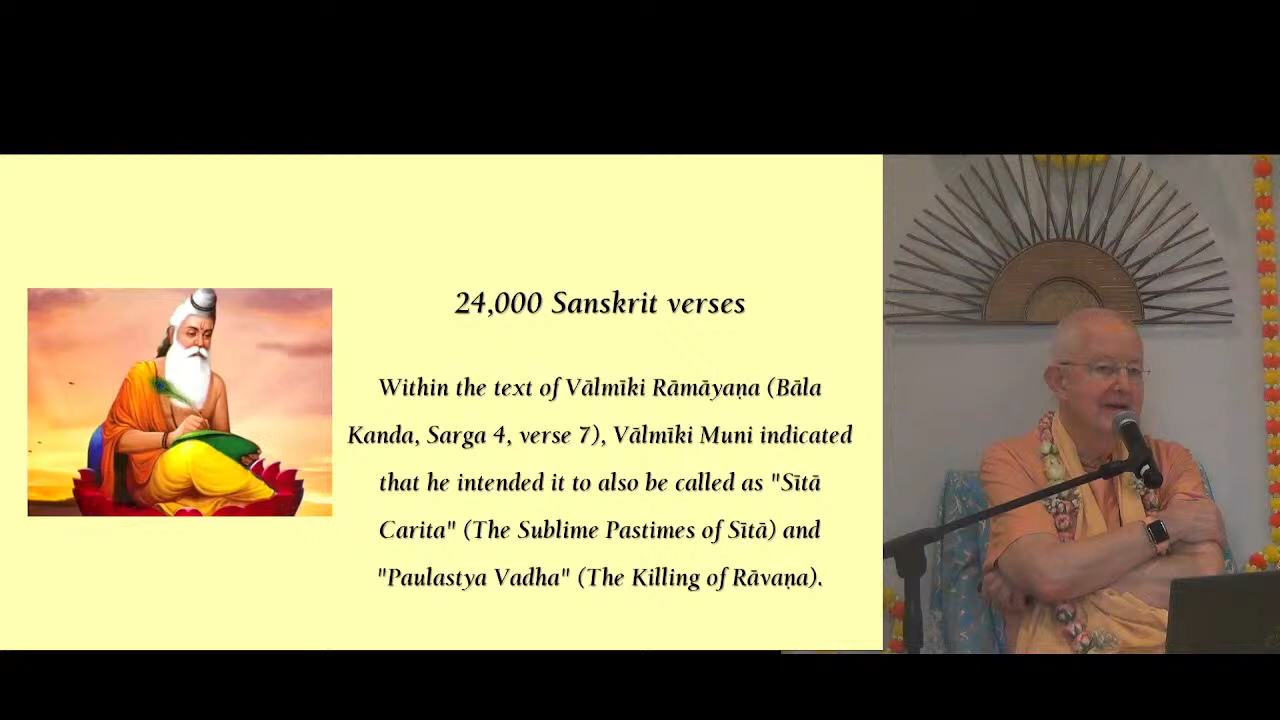 24,000 Sanskrit verses
Within the text of Vālmīki Rāmāyaṇa (Bāla
Kanda, Sarga 4, verse 7), Vālmīki Muni indicated
that he intended it to also be called as "Sītā
Carita" (The Sublime Pastimes of Sītā) and
"Paulastya Vadha" (The Killing of Rāvaṇa).